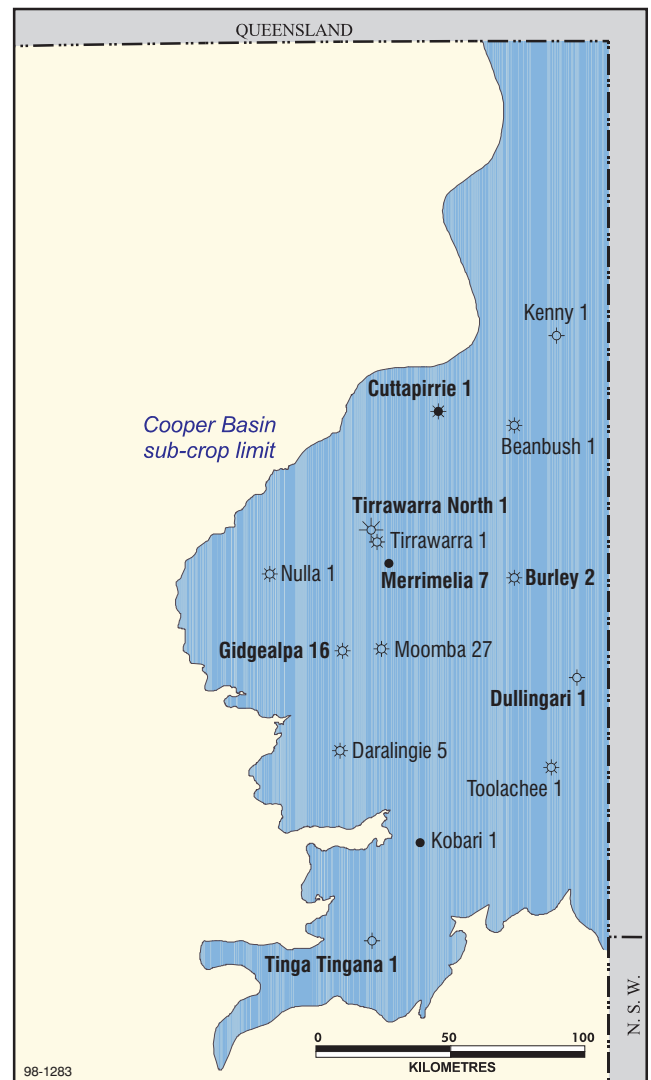 QUEENSLAND
Kenny 1
Cuttapirrie 1
Cooper Basin
sub-crop limit
Beanbush 1
Tirrawarra North 1
Tirrawarra 1
Nulla 1
Merrimelia 7
Burley 2
Gidgealpa 16
Moomba 27
Dullingari 1
Daralingie 5
Toolachee 1
Kobari 1
Tinga Tingana 1
N. S. W.
0 50 100
KILOMETRES
98-1283